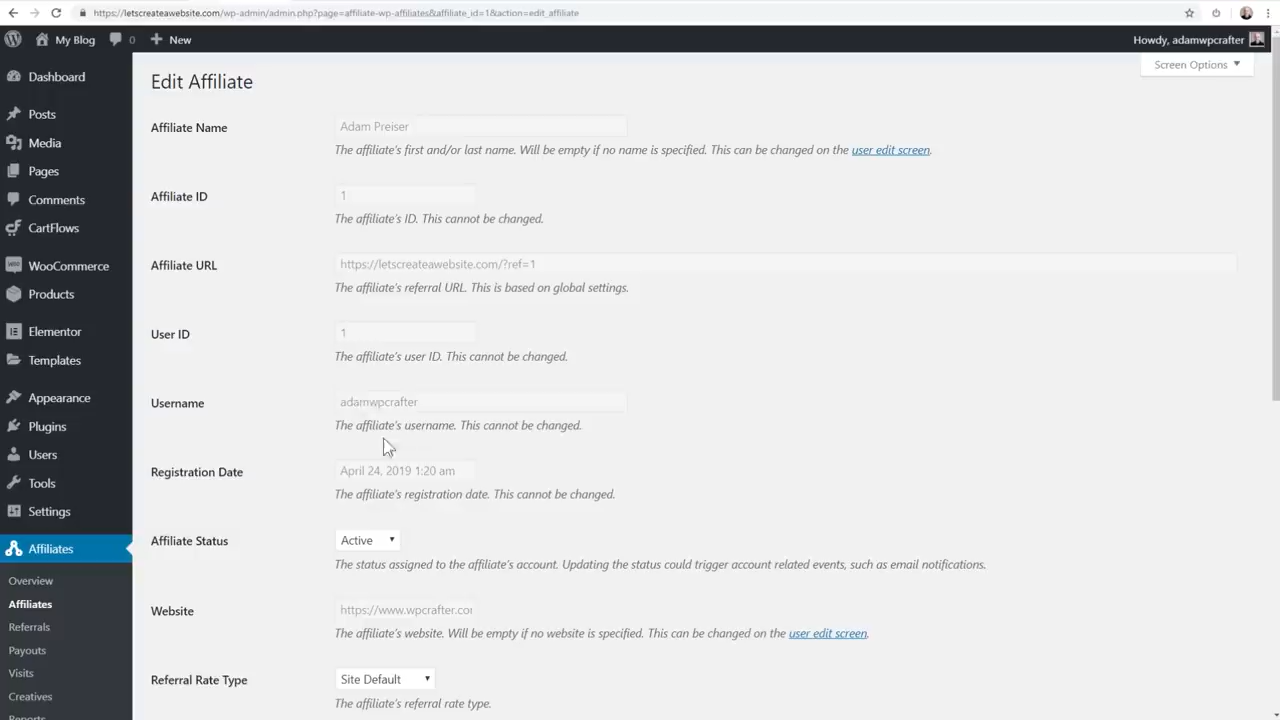 https://letscreateawebsite.com/wp-admin/admin.php?page=affiliate-wp-affiliates&affiliate_id=1&action=edit_affiliate
My Blog 0 New Howdy, adamwpcrafter
Screen Options
Dashboard
Posts
Media
Pages
Comments
CartFlows
WooCommerce
Products
Elementor
Templates
Appearance
Plugins
Users
Tools
Settings
Affiliates
Overview
Affiliates
Referrals
Payouts
Visits
Creatives
Reports
Edit Affiliate
Affiliate Name Adam Preiser
The affiliate's first and/or last name. Will be empty if no name is specified. This can be changed on the user edit screen.
Affiliate ID 1
The affiliate's ID. This cannot be changed.
Affiliate URL https://letscreateawebsite.com/?ref=1
The affiliate's referral URL. This is based on global settings.
User ID 1
The affiliate's user ID. This cannot be changed.
Username adamwpcrafter
The affiliate's username. This cannot be changed.
Registration Date April 24, 2019 1:20 am
The affiliate's registration date. This cannot be changed.
Affiliate Status Active
The status assigned to the affiliate's account. Updating the status could trigger account related events, such as email notifications.
Website https://www.wpcrafter.co
The affiliate's website. Will be empty if no website is specified. This can be changed on the user edit screen.
Referral Rate Type Site Default
The affiliate's referral rate type.